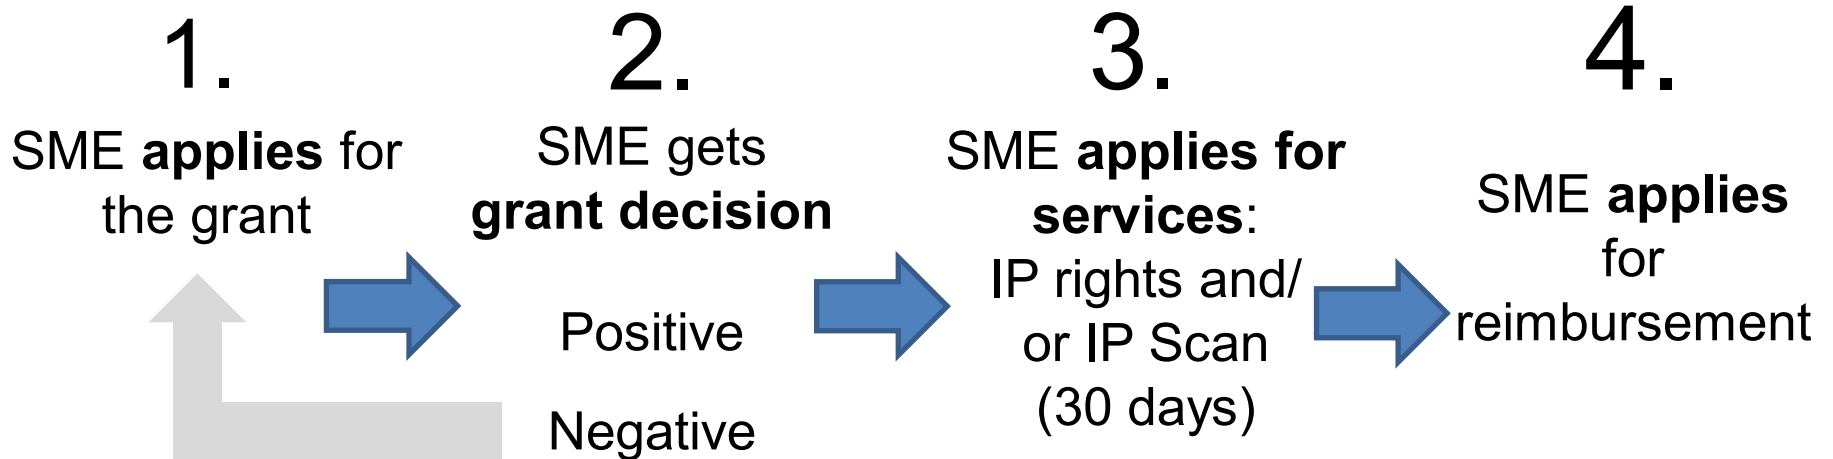 1.
SME applies for
the grant
2.
SME gets
grant decision
Positive
Negative
3.
SME applies for
services:
IP rights and/
or IP Scan
(30 days)
4.
SME applies
for
reimbursement